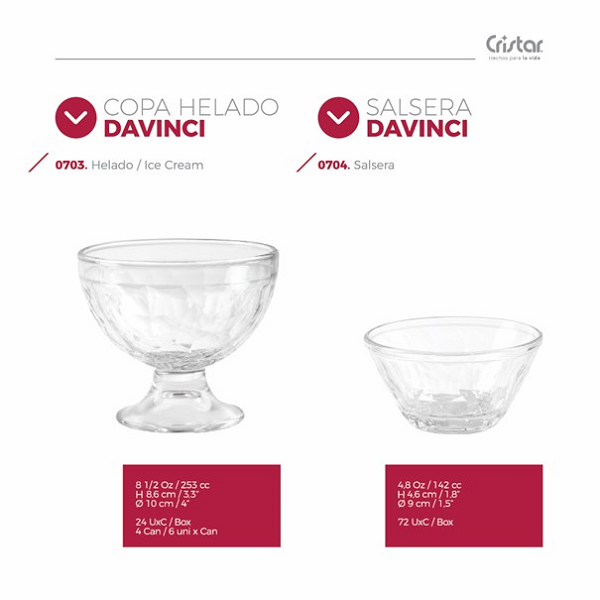 Cristar
Hechos para la vida
COPA HELADO
DAVINCI
0703. Helado / Ice Cream
SALSERA
DAVINCI
0704. Salsera
8 1/2 Oz / 253 cc
H 8.6 cm / 3,3"
Ø 10 cm / 4"
24 UxC / Box
4 Can / 6 uni x Can
4,8 Oz / 142 cc
H 4.6 cm / 1.8"
Ø 9 cm / 1,5"
72 UxC / Box